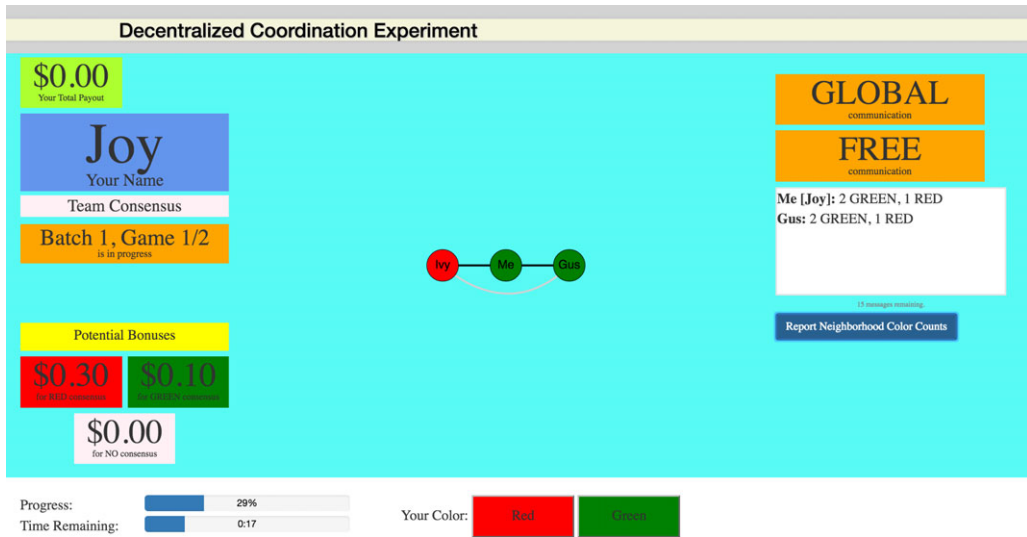 Decentralized Coordination Experiment
$0.00
Your Total Payout
Joy
Your Name
Team Consensus
Batch 1, Game 1/2
is in progress
Potential Bonuses
$0.30
for RED consensus
$0.10
for GREEN consensus
$0.00
for NO consensus
Ivy
Me
Gus
GLOBAL
communication
FREE
communication
Me [Joy]: 2 GREEN, 1 RED
Gus: 2 GREEN, 1 RED
15 messages remaining.
Report Neighborhood Color Counts
Progress:
29%
Time Remaining:
0:17
Your Color:
Red
Green